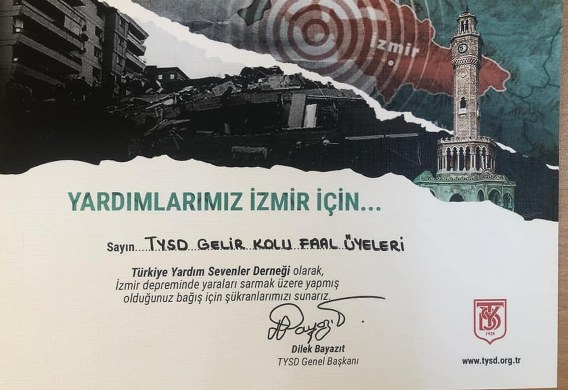 İzmir
YARDIMLARIMIZ İZMİR İÇİN...
Sayın....TYSD GELİR KOLU FAAL ÜYELERİ
Türkiye Yardım Sevenler Derneği olarak,
İzmir depreminde yaraları sarmak üzere yapmış
olduğunuz bağış için şükranlarımızı sunarız.
Dilek Bayazıt
TYSD Genel Başkanı
1928
www.tysd.org.tr